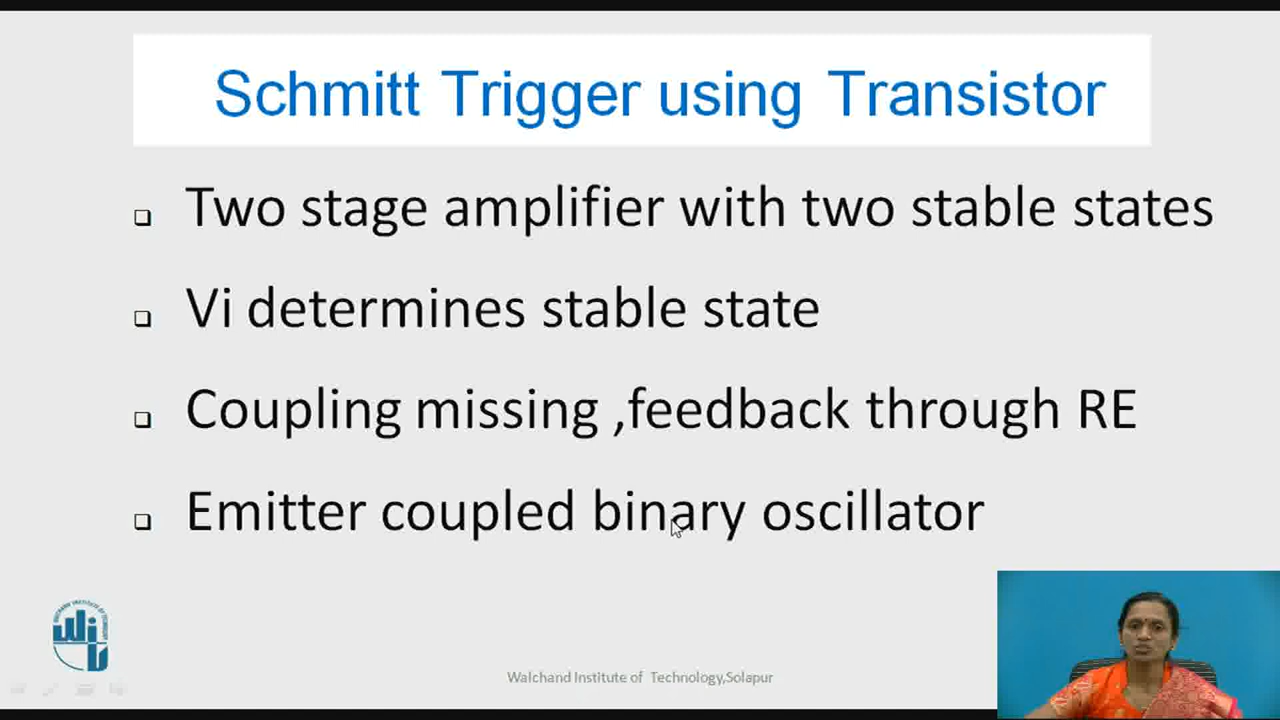 Schmitt Trigger using Transistor
Two stage amplifier with two stable states
Vi determines stable state
Coupling missing ,feedback through RE
Emitter coupled binary oscillator
Walchand Institute of Technology,Solapur